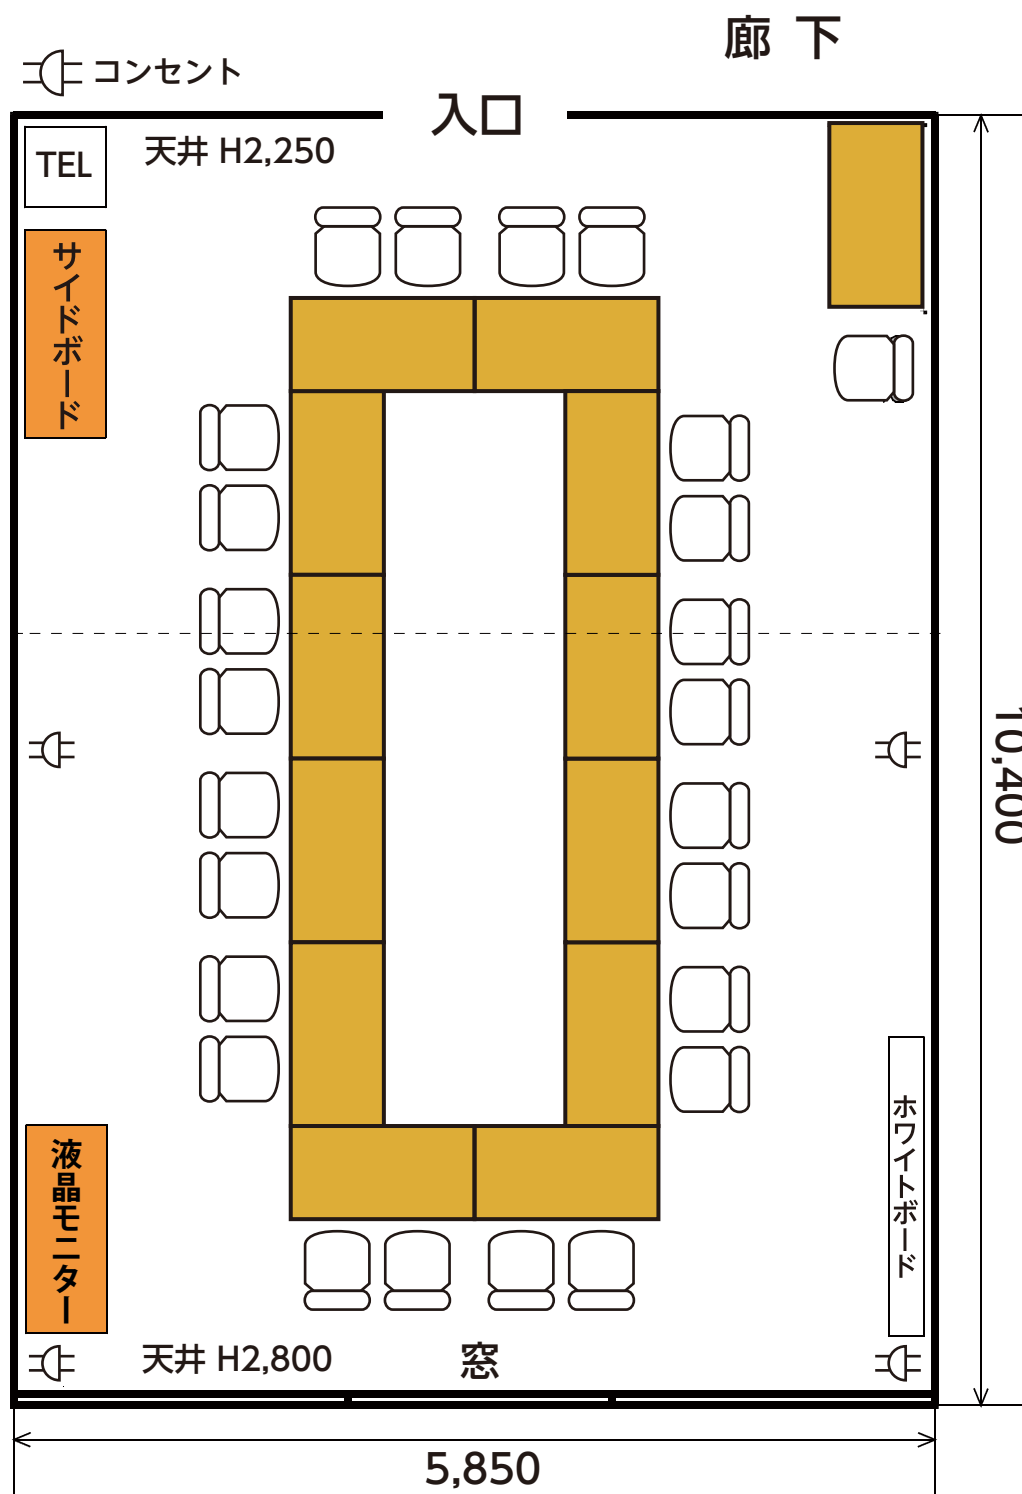 廊下
コンセント
入口
TEL
天井 H2,250
サイドボード
10,400
ホワイトボード
液晶モニター
天井 H2,800
窓
5,850